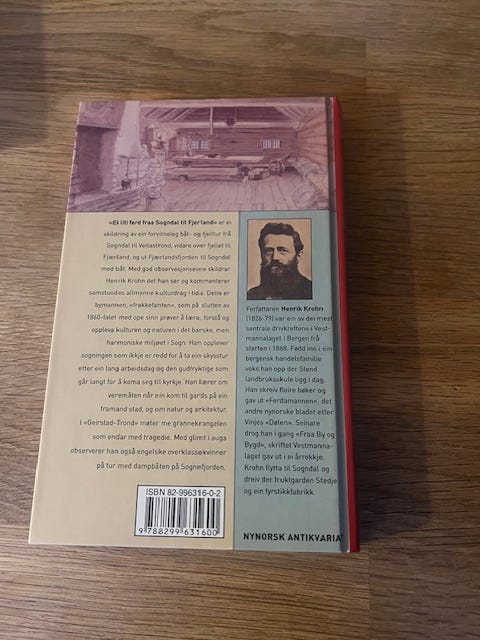 «Ei liti ferd fraa Sogndal til Fjerland» er ei
skildring av ein forvitneleg båt- og fjelltur frå
Sogndal til Veitastrond, vidare over fjellet til
Fjærland, og ut Fjærlandsfjorden til Sogndal
med båt. Med god observasjonsevne skildrar
Henrik Krohn det han ser og kommenterer
samstundes allmenne kulturdrag i tida. Dette er
bymannen, «frakkefanten», som på slutten av
1860-talet med ope sinn prøver å læra, forstå og
oppleva kulturen og naturen i det barske, men
harmoniske miljøet i Sogn. Han opplever
sogningen som ikkje er redd for å ta ein skysstur
etter ein lang arbeidsdag og den gudfryktige som
går langt for å koma seg til kyrkje. Han lærer om
veremåten når ein kom til gards på ein
framand stad, og om natur og arkitektur.
I «Geirstad-Trond» møter me grannekrangelen
som endar med tragedie. Med glimt i auga
observerer han også engelske overklassekvinner
på tur med dampbåten på Sognefjorden.
ISBN 82-996316-0-2
9 788299 631600
Forfattaren Henrik Krohn
(1826-79) var ein av dei mest
sentrale drivkreftene i Vest-
mannalaget i Bergen frå
starten i 1868. Fødd inn i ein
bergensk handelsfamilie
voks han opp der Stend
landbruksskule ligg i dag.
Han skreiv fleire bøker og
gav ut «Ferdamannen», det
andre nynorske bladet etter
Vinjes «Dølen». Seinare
drog han i gang «Fraa By og
Bygd», skriftet Vestmanna-
laget gav ut i ei årrekkje.
Krohn flytta til Sogndal og
dreiv der fruktgarden Stedje
og ein fyrstikkfabrikk.
NYNORSK ANTIKVARIAT